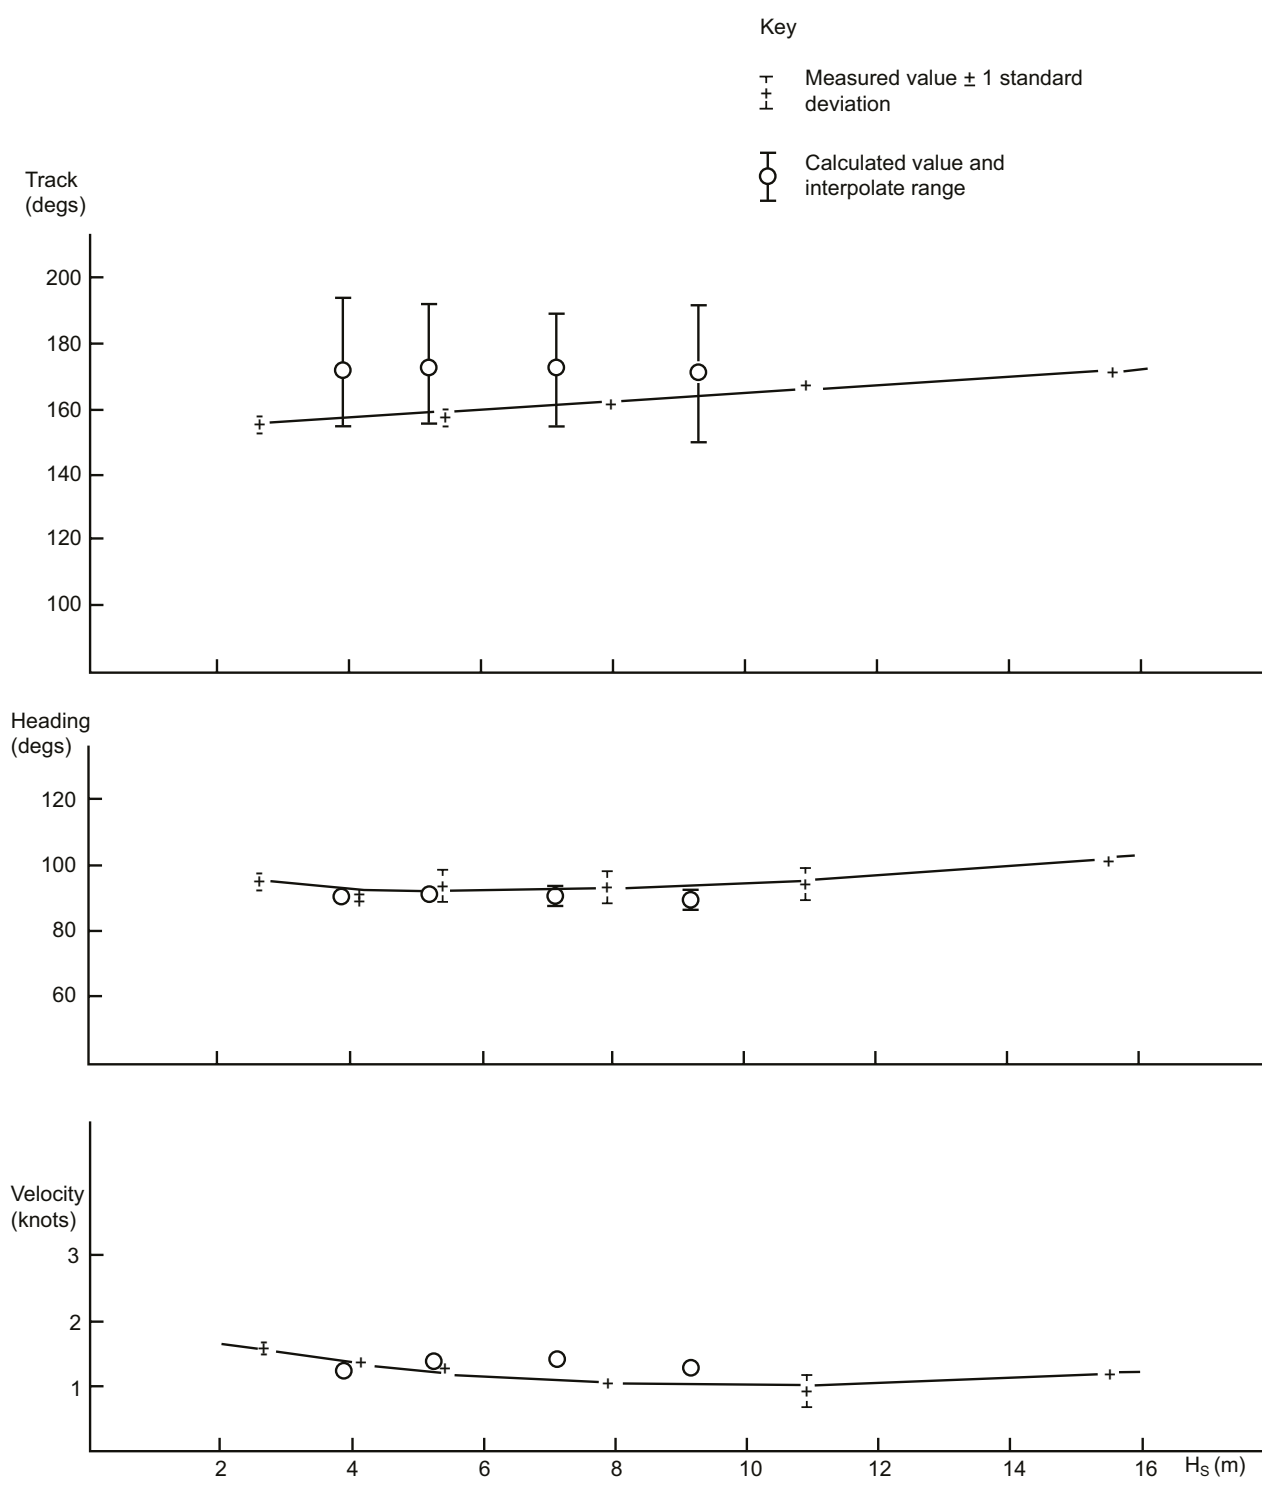 Key
Measured value ± 1 standard
deviation
Calculated value and
interpolate range
Track
(degs)
200
180
160
140
120
100
Heading
(degs)
120
100
80
60
Velocity
(knots)
3
2
1
2 4 6 8 10 12 14 16 HS (m)